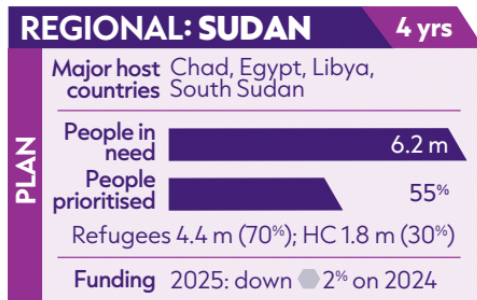 REGIONAL: SUDAN 4 yrs
Major host countries Chad, Egypt, Libya, South Sudan
PLAN
People in need 6.2 m
People prioritised 55%
Refugees 4.4 m (70%); HC 1.8 m (30%)
Funding 2025: down 2% on 2024